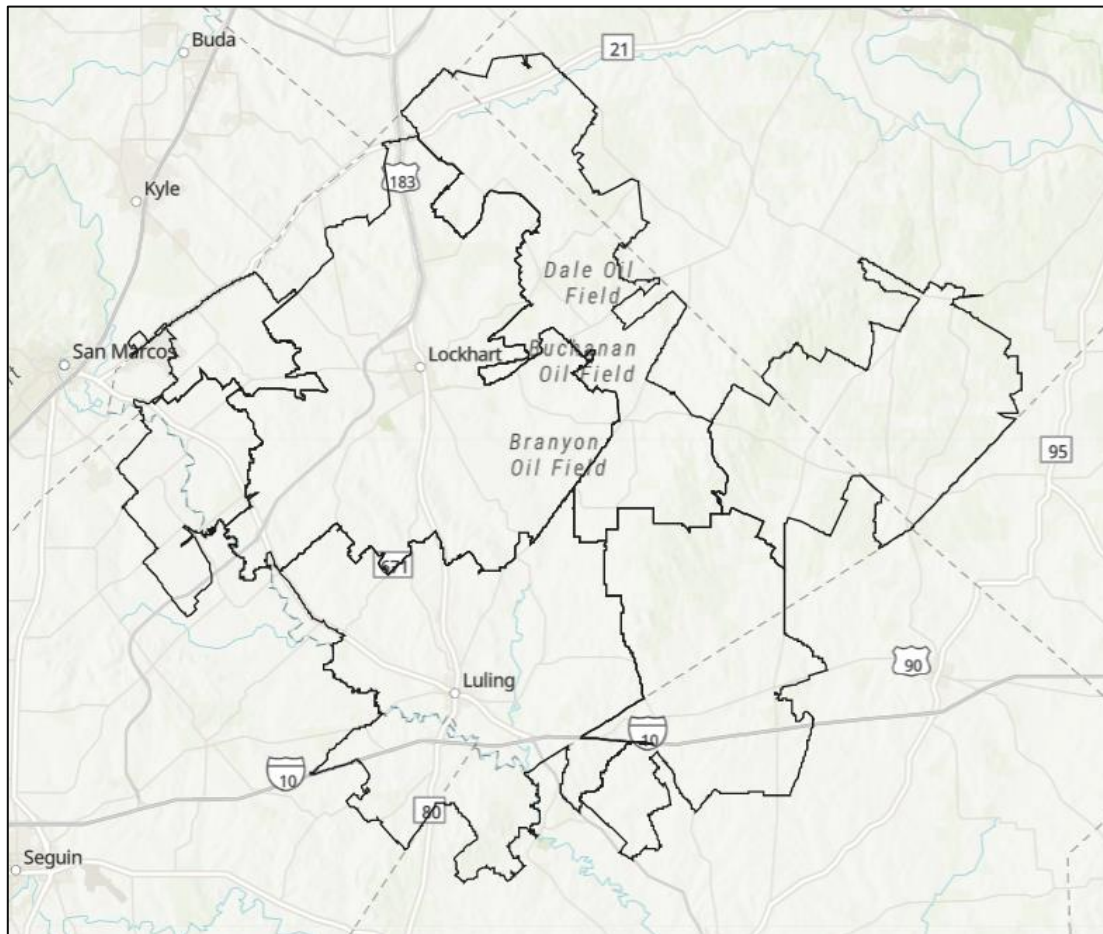 Buda
21
183
Kyle
Dale Oil
Field
San Marcos
Lockhart
Buchanan
Oil Field
Branyon
Oil Field
95
671
90
Luling
10
10
80
Seguin